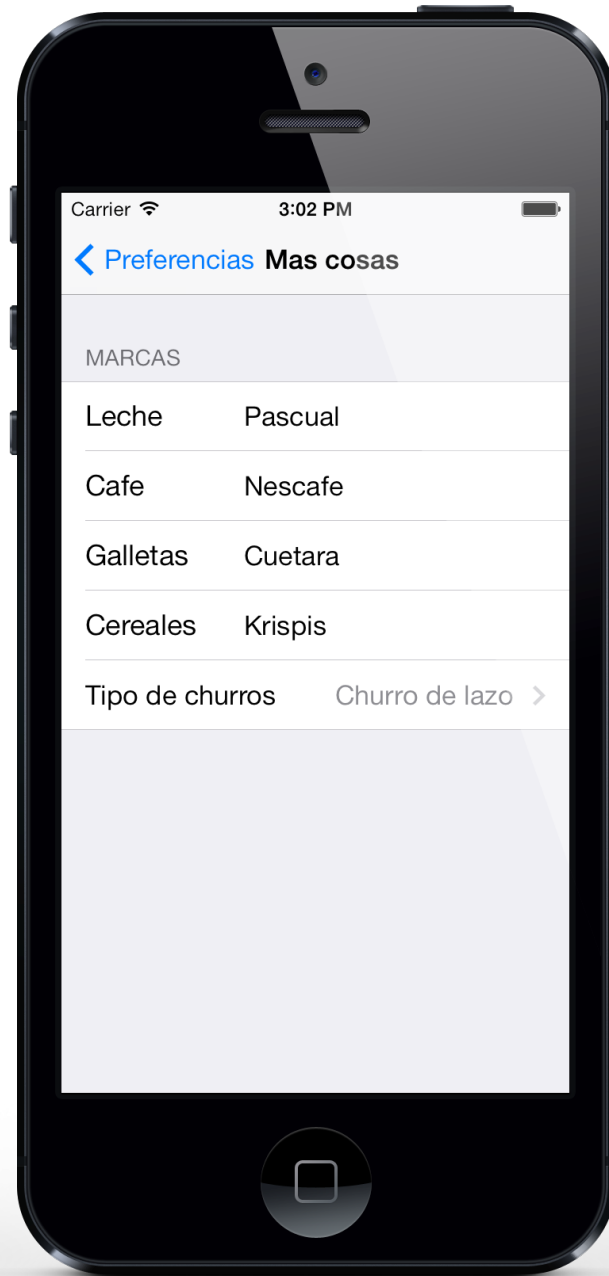 Carrier 3:02 PM
Preferencias Mas cosas
MARCAS
Leche Pascual
Cafe Nescafe
Galletas Cuetara
Cereales Krispis
Tipo de churros Churro de lazo